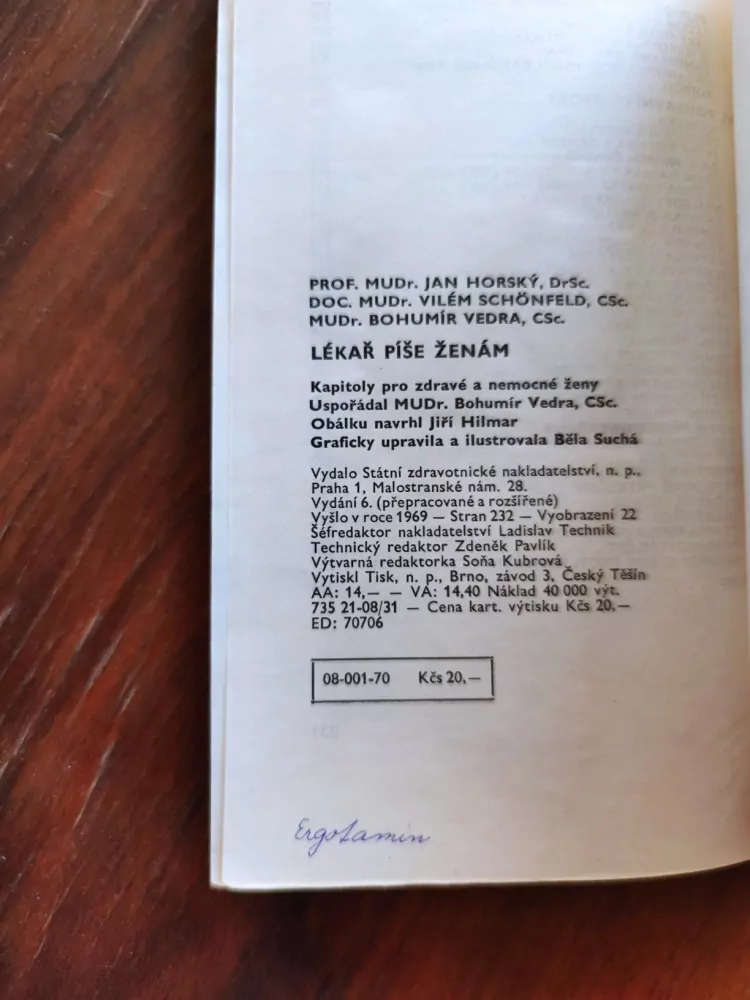 PROF. MUDr. JAN HORSKÝ, DrSc.
DOC. MUDr. VILÉM SCHÖNFELD, CSc.
MUDr. BOHUMÍR VEDRA, CSc.
LÉKAŘ PÍŠE ŽENÁM
Kapitoly pro zdravé a nemocné ženy
Uspořádal MUDr. Bohumír Vedra, CSc.
Obálku navrhl Jiří Hilmar
Graficky upravila a ilustrovala Běla Suchá
Vydalo Státní zdravotnické nakladatelství, n. p.,
Praha 1, Malostranské nám. 28.
Vydání 6. (přepracované a rozšířené)
Vyšlo v roce 1969 — Stran 232 — Vyobrazení 22
Šéfredaktor nakladatelství Ladislav Technik
Technický redaktor Zdeněk Pavlík
Výtvarná redaktorka Soňa Kubrová
Vytiskl Tisk, n. p., Brno, závod 3, Český Těšín
AA: 14,— — VA: 14,40 Náklad 40 000 výt.
735 21-08/31 — Cena kart. výtisku Kčs 20,—
ED: 70706
08-001-70 Kčs 20,—
Ergotamin